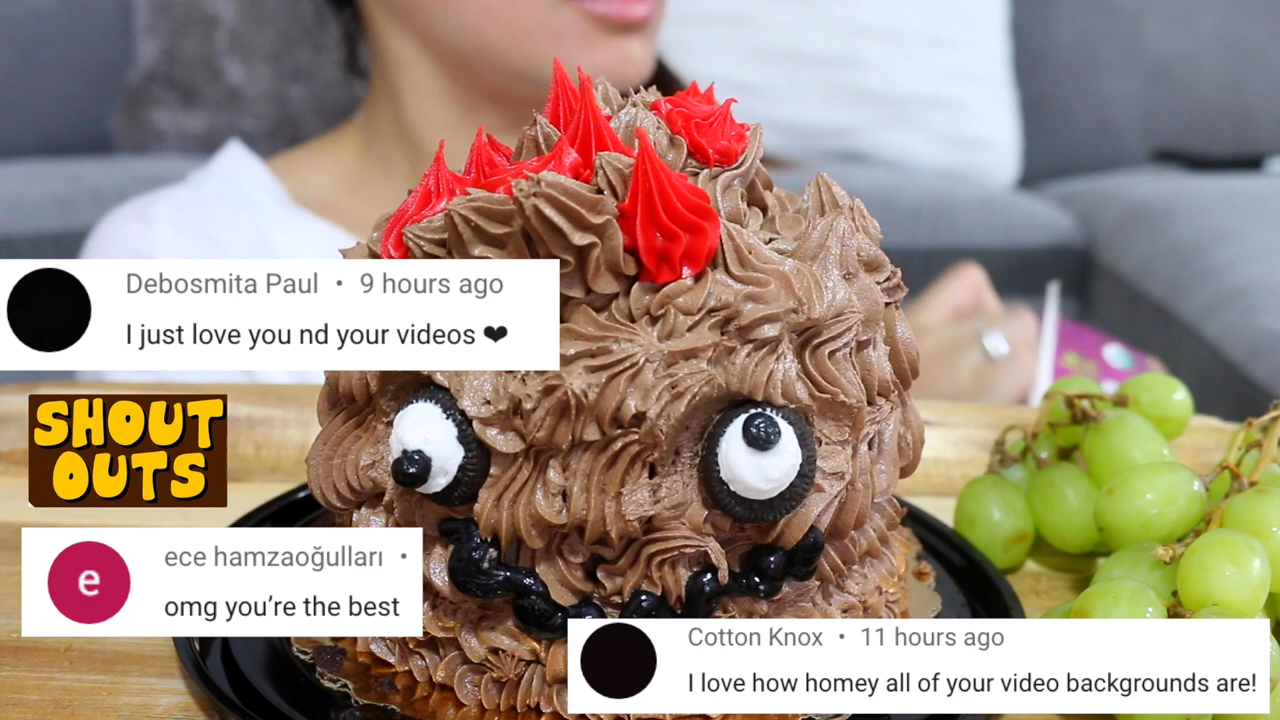 Debosmita Paul • 9 hours ago
I just love you nd your videos ❤
SHOUT
OUTS
e
ece hamzaoğulları •
omg you're the best
Cotton Knox • 11 hours ago
I love how homey all of your video backgrounds are!